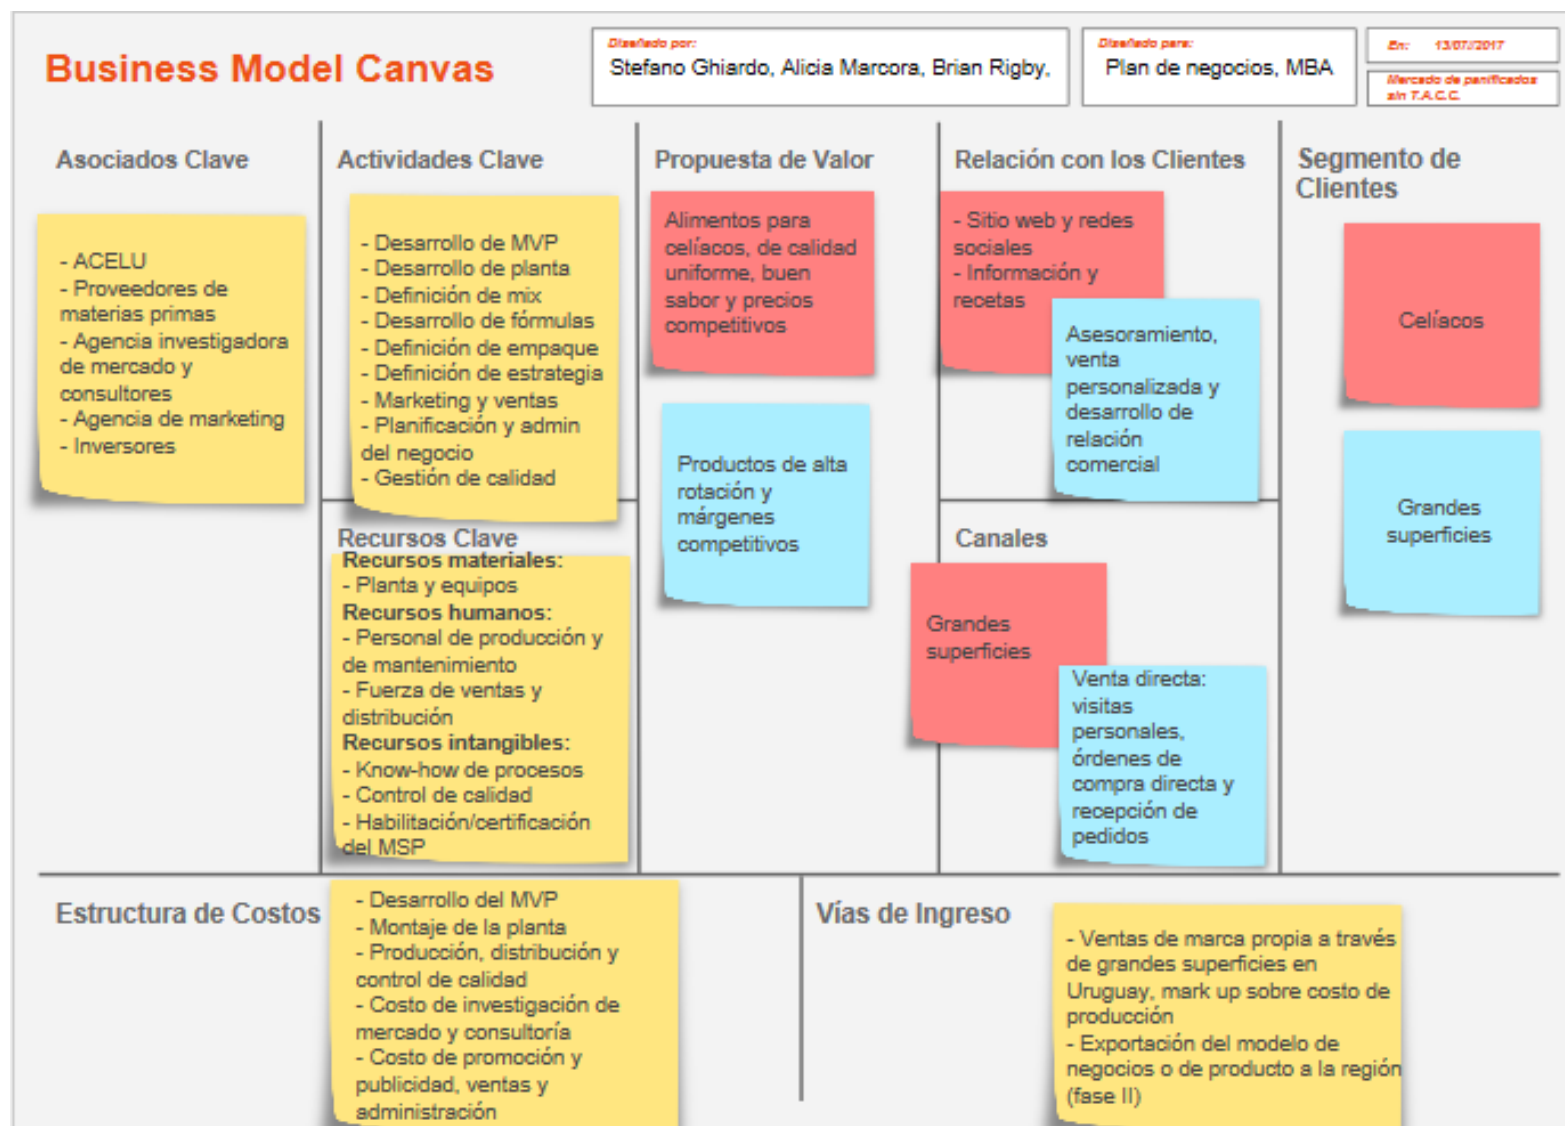 Business Model Canvas
Diseñado por:
Stefano Ghiardo, Alicia Marcora, Brian Rigby,
Diseñado para:
Plan de negocios, MBA
En: 13/07/2017
Mercado de panificados
sin T.A.C.C.
Asociados Clave
- ACELU
- Proveedores de
materias primas
- Agencia investigadora
de mercado y
consultores
- Agencia de marketing
- Inversores
Actividades Clave
- Desarrollo de MVP
- Desarrollo de planta
- Definición de mix
- Desarrollo de fórmulas
- Definición de empaque
- Definición de estrategia
- Marketing y ventas
- Planificación y admin
del negocio
- Gestión de calidad
Recursos Clave
Recursos materiales:
- Planta y equipos
Recursos humanos:
- Personal de producción y
de mantenimiento
- Fuerza de ventas y
distribución
Recursos intangibles:
- Know-how de procesos
- Control de calidad
- Habilitación/certificación
del MSP
Propuesta de Valor
Alimentos para
celíacos, de calidad
uniforme, buen
sabor y precios
competitivos
Productos de alta
rotación y
márgenes
competitivos
Relación con los Clientes
- Sitio web y redes
sociales
- Información y
recetas
Asesoramiento,
venta
personalizada y
desarrollo de
relación
comercial
Canales
Grandes
superficies
Venta directa:
visitas
personales,
órdenes de
compra directa y
recepción de
pedidos
Segmento de
Clientes
Celíacos
Grandes
superficies
Estructura de Costos
- Desarrollo del MVP
- Montaje de la planta
- Producción, distribución y
control de calidad
- Costo de investigación de
mercado y consultoría
- Costo de promoción y
publicidad, ventas y
administración
Vías de Ingreso
- Ventas de marca propia a través
de grandes superficies en
Uruguay, mark up sobre costo de
producción
- Exportación del modelo de
negocios o de producto a la región
(fase II)